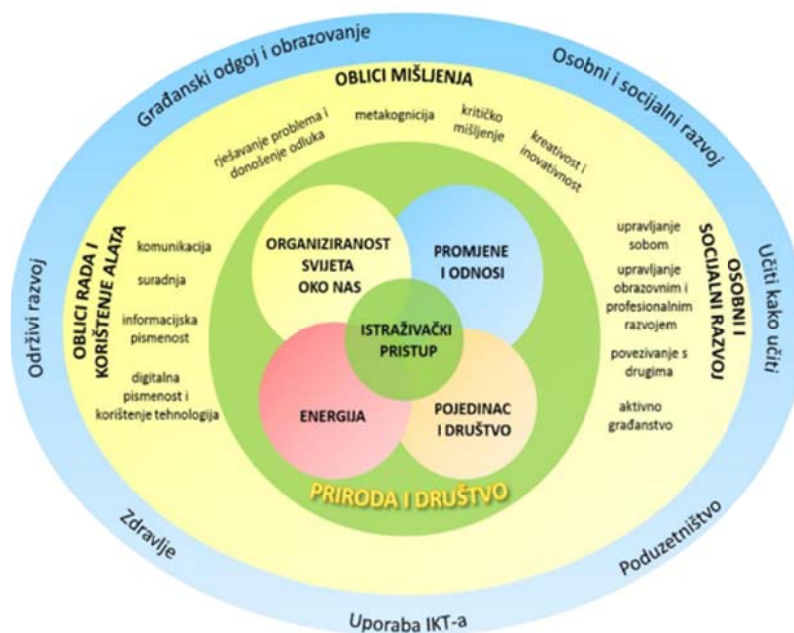 Građanski odgoj i obrazovanje
Osobni i socijalni razvoj
OBLICI MIŠLJENJA
rješavanje problema i
donošenje odluka
metakognicija
kritičko
mišljenje
kreativost i
inovativnost
Održivi razvoj
OBLICI RADA I
KORIŠTENJE ALATA
komunikacija
suradnja
informacijska
pismenost
digitalna
pismenost i
korištenje tehnologija
ORGANIZIRANOST
SVIJETA
OKO NAS
PROMJENE
I ODNOSI
ISTRAŽIVAČKI
PRISTUP
ENERGIJA
POJEDINAC
I DRUŠTVO
PRIRODA I DRUŠTVO
upravljanje
sobom
upravljanje
obrazovnim i
profesionalnim
razvojem
povezivanje s
drugima
aktivno
građanstvo
OSOBNI I
SOCIJALNI RAZVOJ
Učiti kako učiti
Zdravlje
Uporaba IKT-a
Poduzetništvo